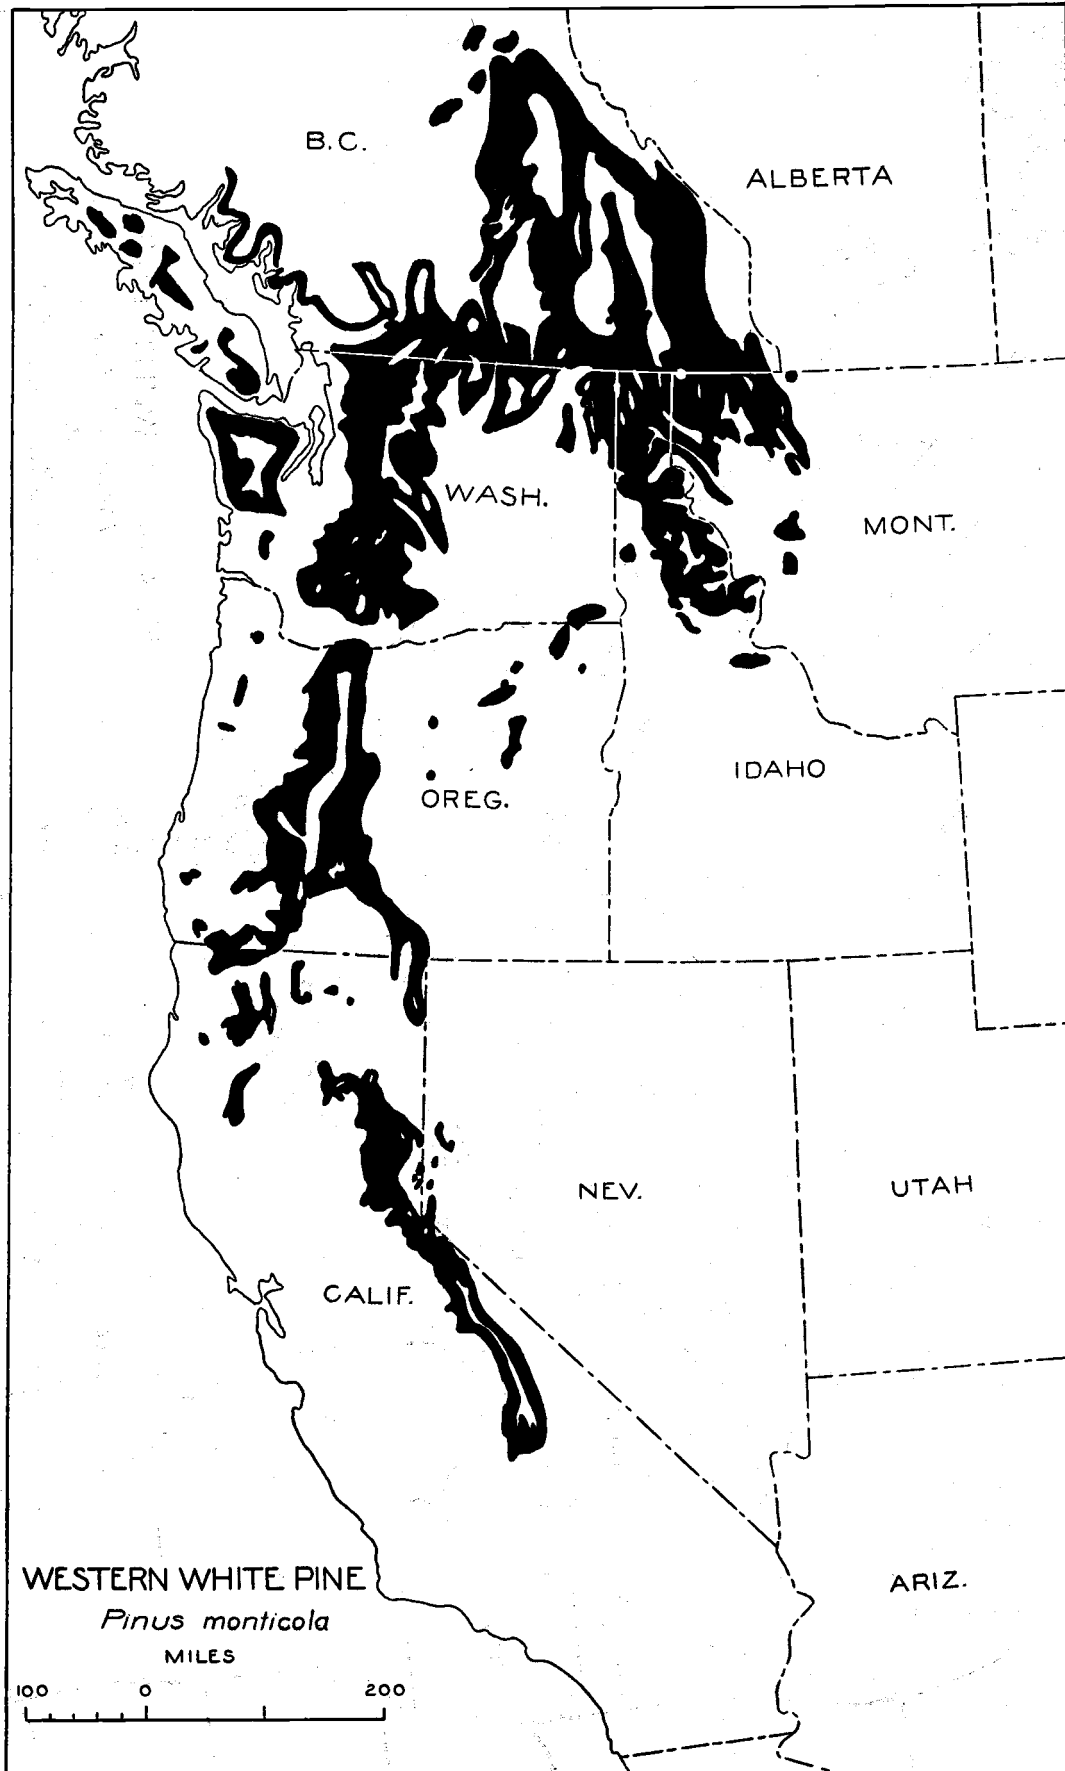 B.C.
ALBERTA
WASH.
MONT.
OREG.
IDAHO
NEV.
UTAH
CALIF.
ARIZ.
WESTERN WHITE PINE
Pinus monticola
MILES
100 0 200